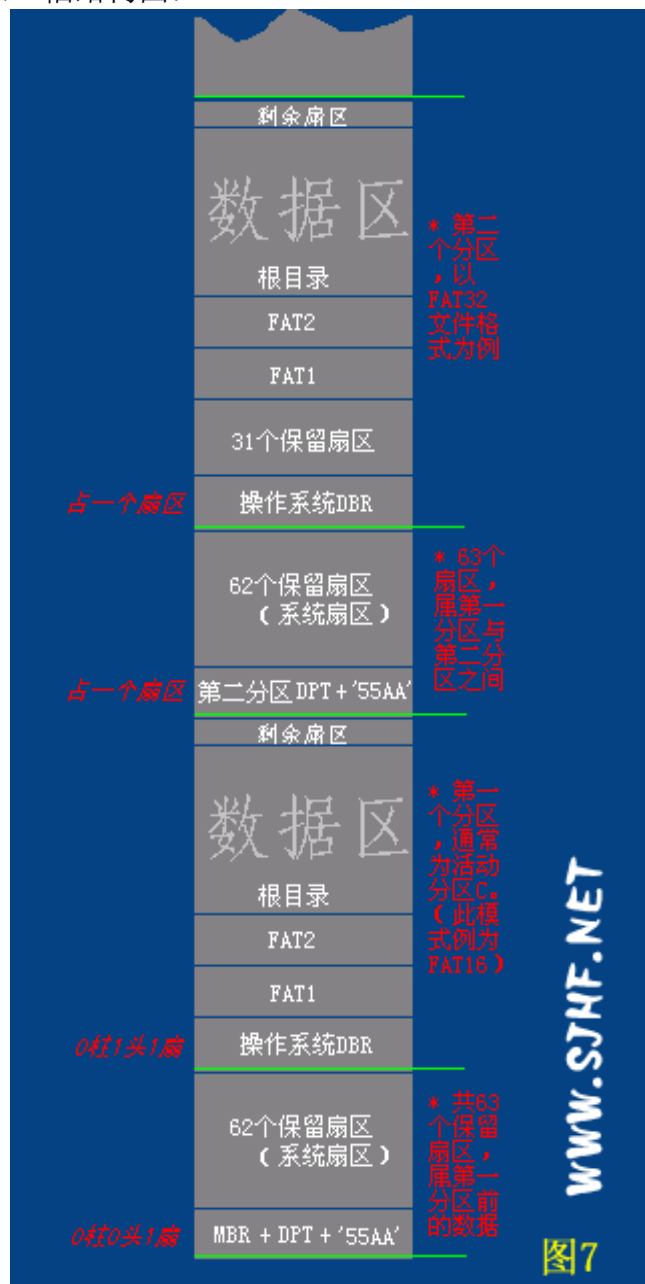 剩余扇区
数据区
根目录
FAT2
FAT1
31个保留扇区
操作系统DBR
占一个扇区
* 第二
个分区
，以
FAT32
文件格
式为例
62个保留扇区
（系统扇区）
* 63个
扇区，
属第一
分区与
第二分
区之间
占一个扇区
第二分区DPT+'55AA'
剩余扇区
数据区
根目录
FAT2
FAT1
* 第一
个分区
，通常
为活动
分区C。
（此模
式例为
FAT16）
0柱1头1扇
操作系统DBR
62个保留扇区
（系统扇区）
* 共63
个保留
扇区，
属第一
分区前
的数据
0柱0头1扇
MBR + DPT + '55AA'
WWW.SJHF.NET
图7